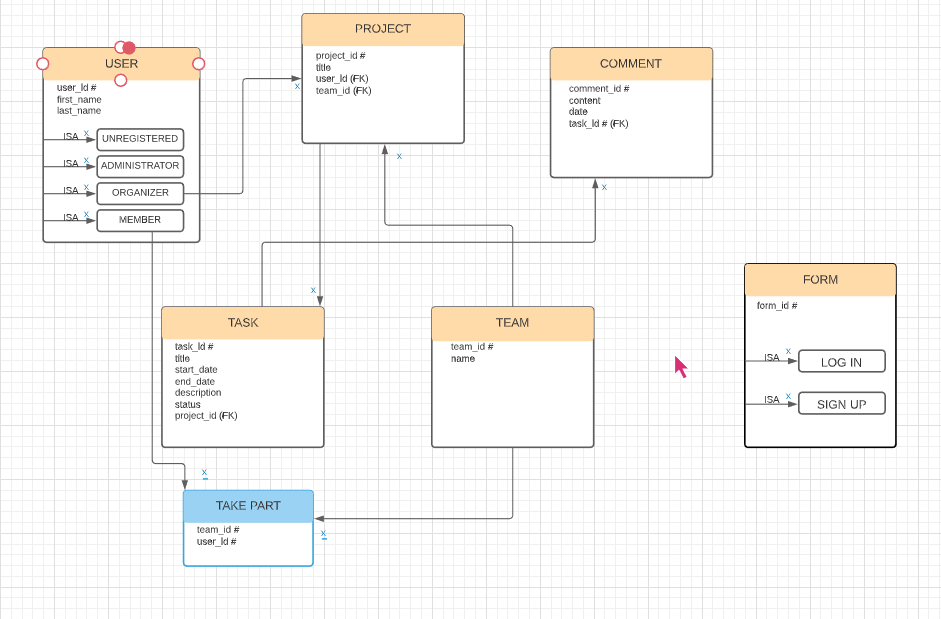 PROJECT
project_id #
title
user_id (FK)
team_id (FK)
x
USER
user_id #
first_name
last_name
ISA x UNREGISTERED
ISA x ADMINISTRATOR
ISA x ORGANIZER
ISA x MEMBER
COMMENT
comment_id #
content
date
task_id # (FK)
x
x
x
TASK
task_id #
title
start_date
end_date
description
status
project_id (FK)
TEAM
team_id #
name
FORM
form_id #
ISA x LOG IN
ISA x SIGN UP
x
TAKE PART
team_id #
user_id #
x